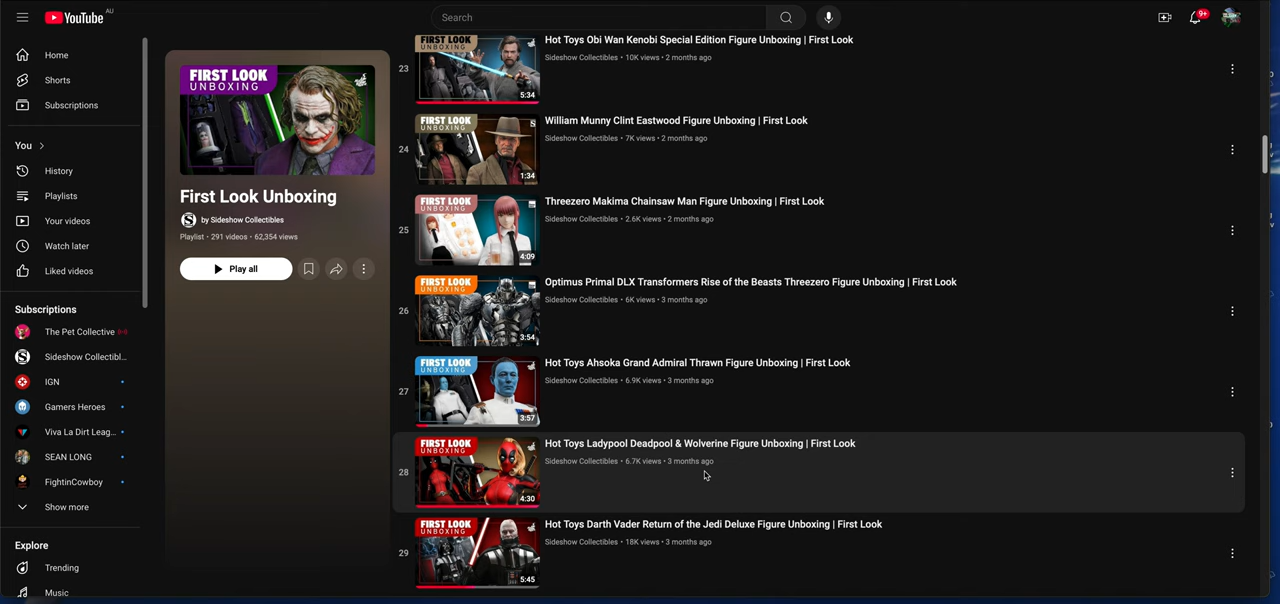 YouTube AU
Search
9+
Home
Shorts
Subscriptions
You
History
Playlists
Your videos
Watch later
Liked videos
Subscriptions
The Pet Collective
Sideshow Collectibl...
IGN
Gamers Heroes
Viva La Dirt Leag...
SEAN LONG
FightinCowboy
Show more
Explore
Trending
Music
FIRST LOOK
UNBOXING
First Look Unboxing
by Sideshow Collectibles
Playlist • 291 videos • 62,354 views
Play all
23
FIRST LOOK
UNBOXING
5:34
Hot Toys Obi Wan Kenobi Special Edition Figure Unboxing | First Look
Sideshow Collectibles • 10K views • 2 months ago
24
FIRST LOOK
UNBOXING
1:34
William Munny Clint Eastwood Figure Unboxing | First Look
Sideshow Collectibles • 7K views • 2 months ago
25
FIRST LOOK
UNBOXING
4:09
Threezero Makima Chainsaw Man Figure Unboxing | First Look
Sideshow Collectibles • 2.6K views • 2 months ago
26
FIRST LOOK
UNBOXING
3:54
Optimus Primal DLX Transformers Rise of the Beasts Threezero Figure Unboxing | First Look
Sideshow Collectibles • 6K views • 3 months ago
27
FIRST LOOK
UNBOXING
3:57
Hot Toys Ahsoka Grand Admiral Thrawn Figure Unboxing | First Look
Sideshow Collectibles • 6.9K views • 3 months ago
28
FIRST LOOK
UNBOXING
4:30
Hot Toys Ladypool Deadpool & Wolverine Figure Unboxing | First Look
Sideshow Collectibles • 6.7K views • 3 months ago
29
FIRST LOOK
UNBOXING
5:45
Hot Toys Darth Vader Return of the Jedi Deluxe Figure Unboxing | First Look
Sideshow Collectibles • 18K views • 3 months ago